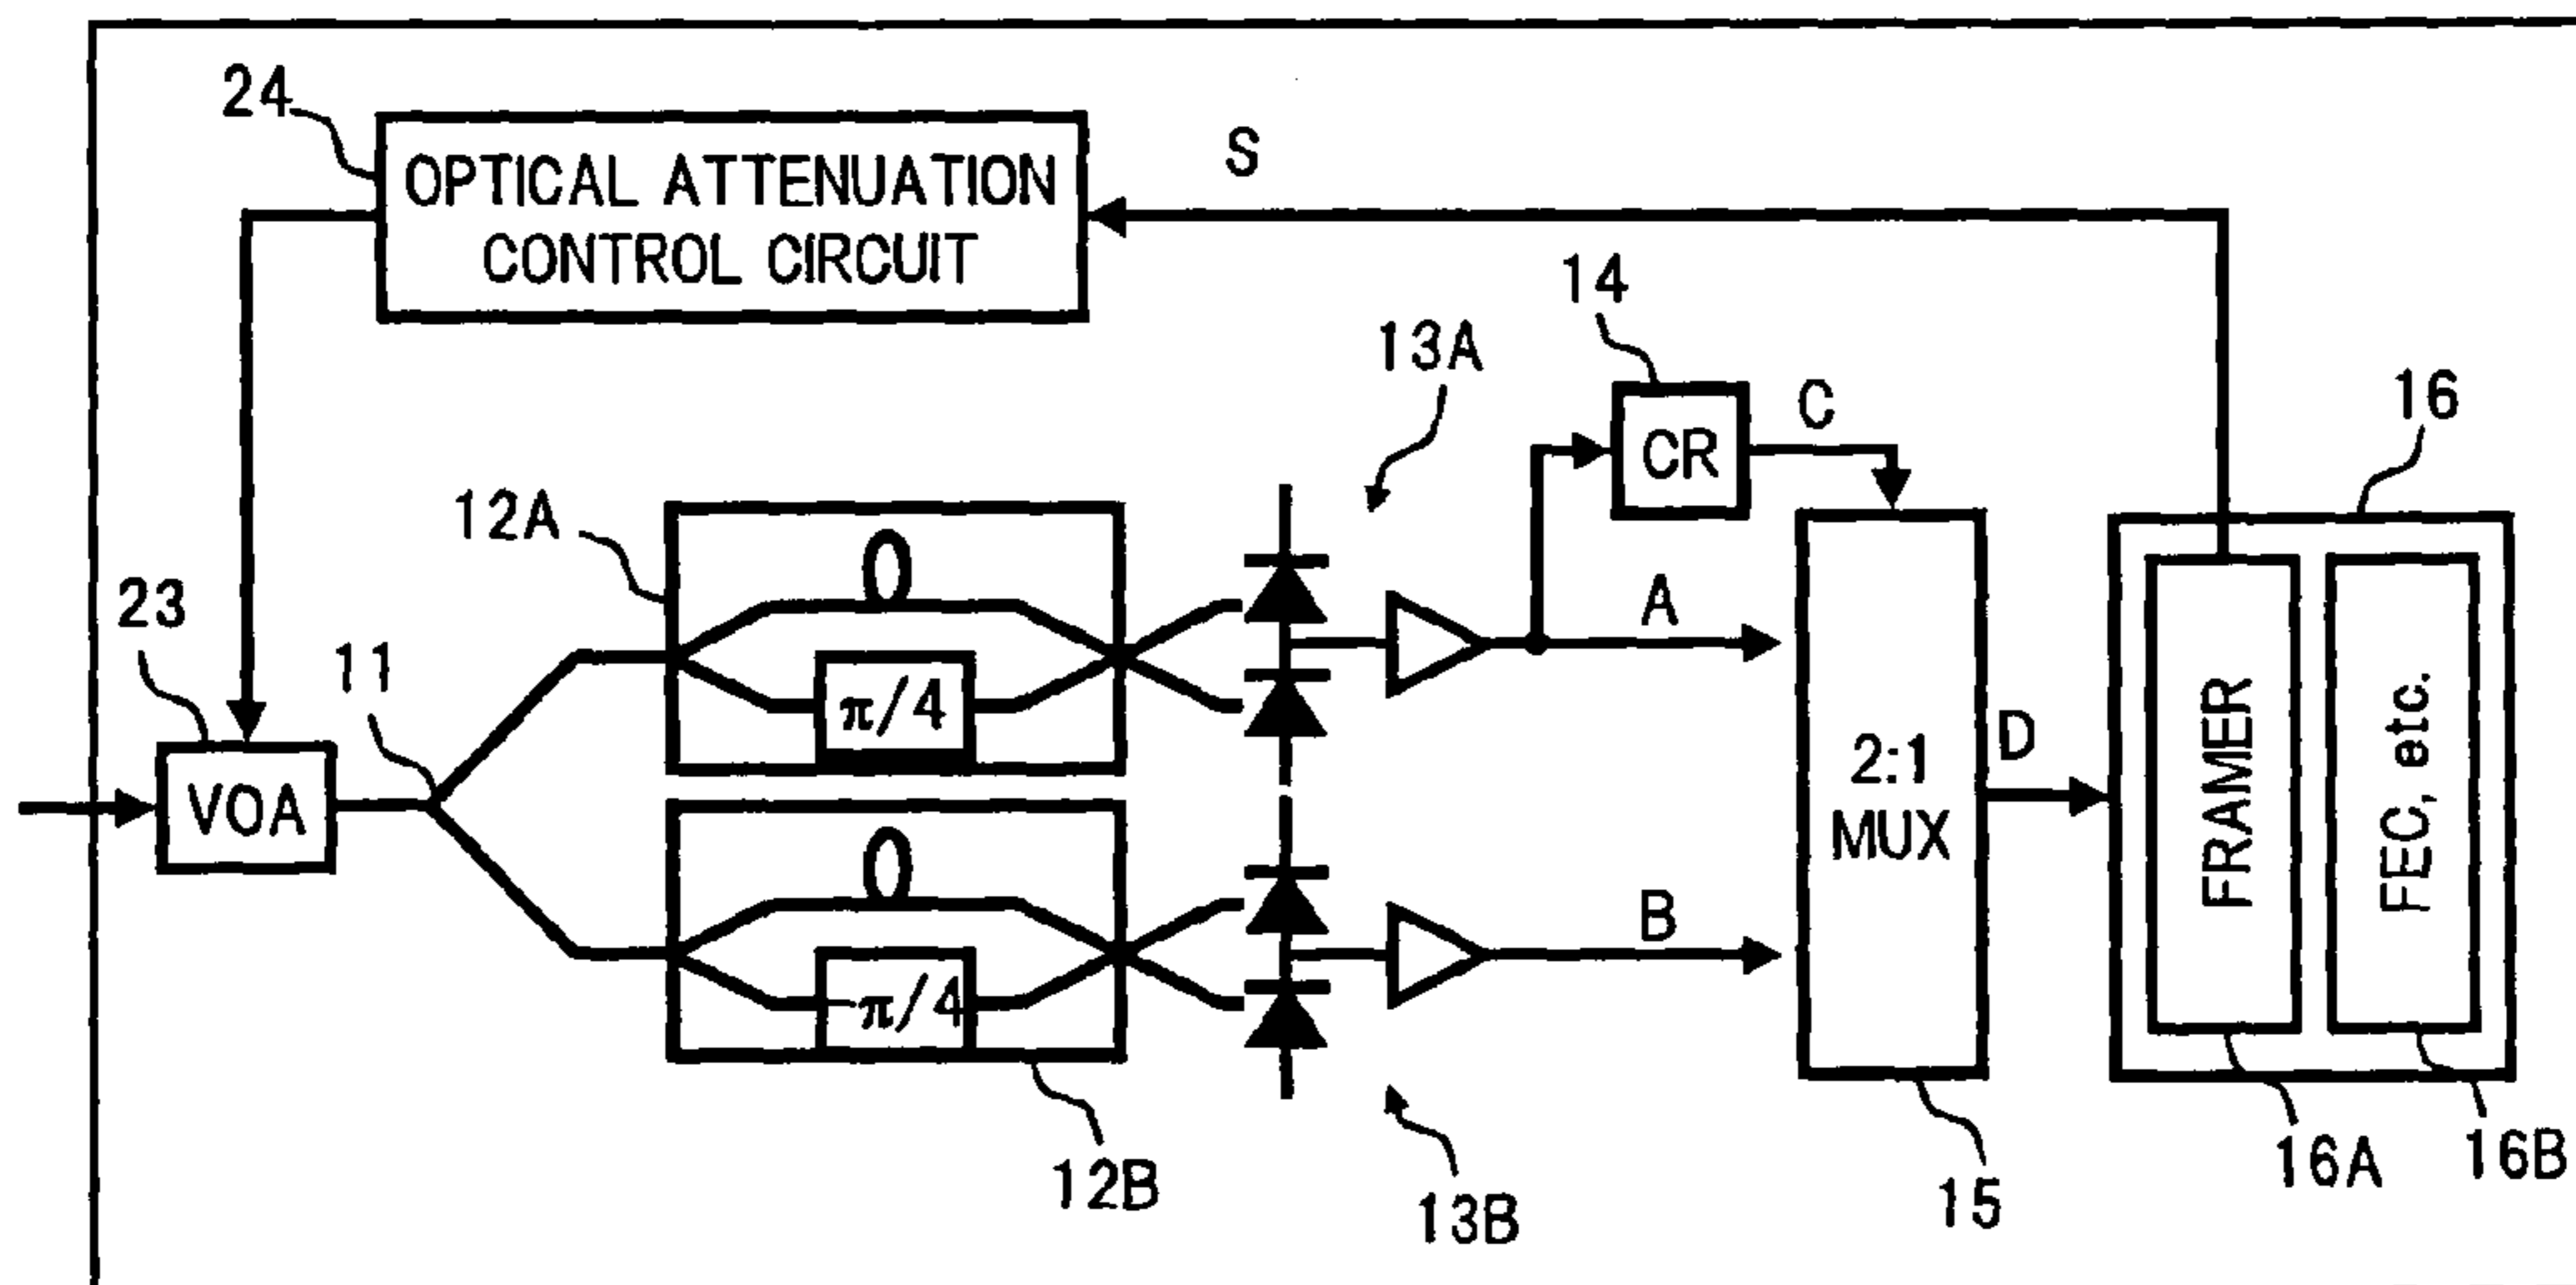 24
OPTICAL ATTENUATION
CONTROL CIRCUIT
S
14
13A
CR
C
16
12A
23
11
π/4
A
VOA
2:1
MUX
D
FRAMER
FEC, etc.
-π/4
B
12B
13B
15
16A
16B